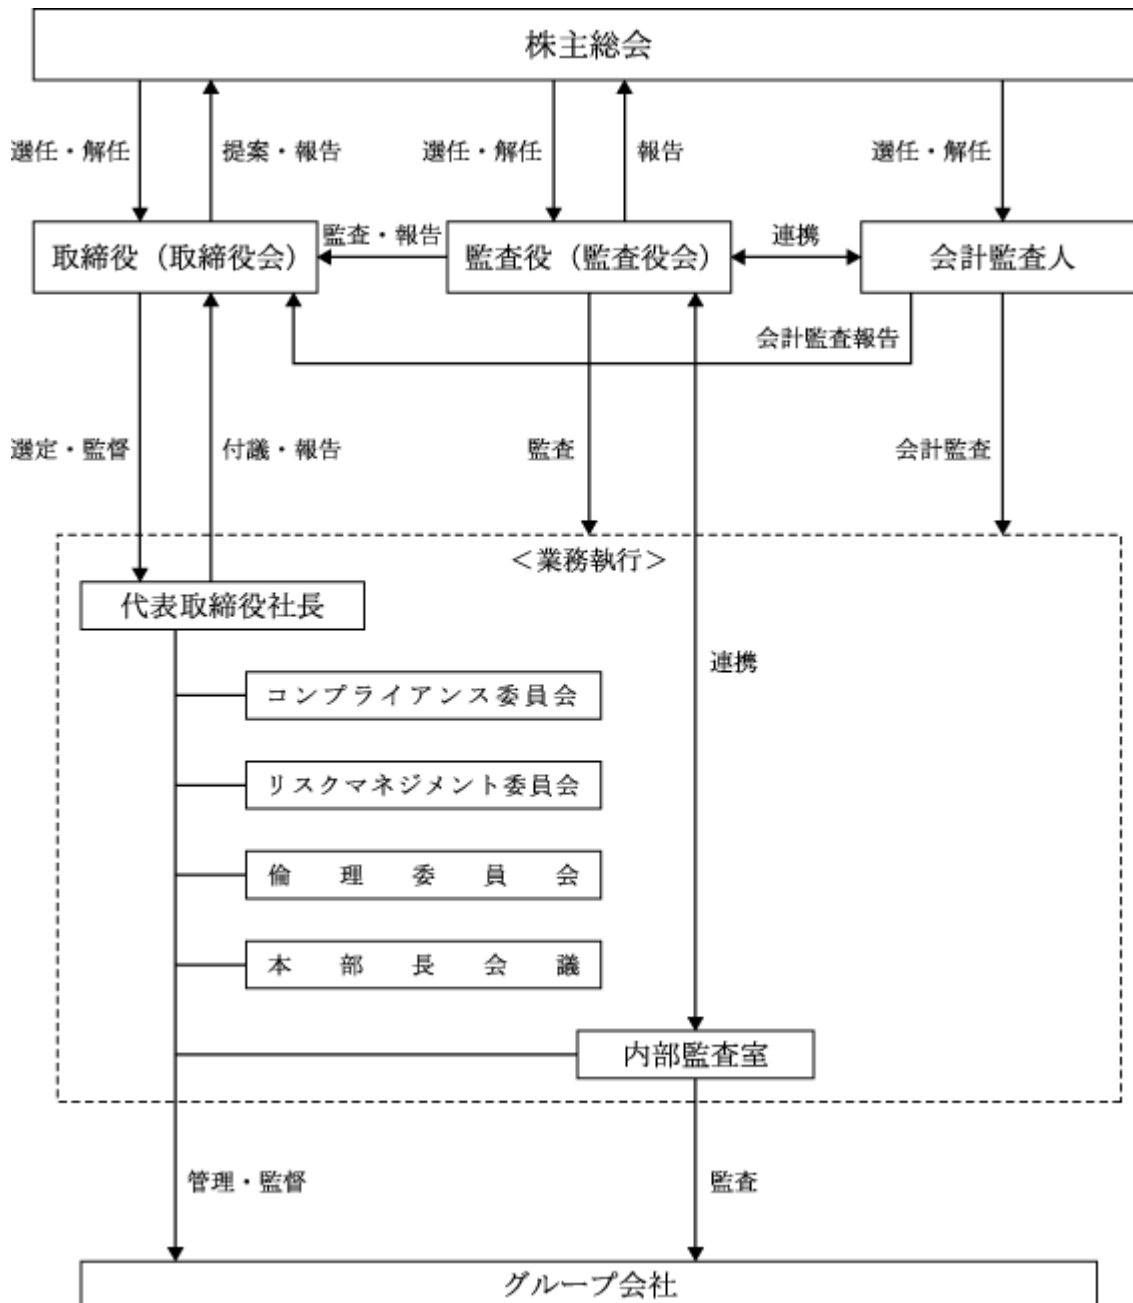 株主総会
選任・解任
提案・報告
選任・解任
報告
選任・解任
取締役（取締役会）
監査・報告
監査役（監査役会）
連携
会計監査人
会計監査報告
選定・監督
付議・報告
監査
会計監査
＜業務執行＞
代表取締役社長
連携
コンプライアンス委員会
リスクマネジメント委員会
倫理委員会
本部長会議
内部監査室
管理・監督
監査
グループ会社